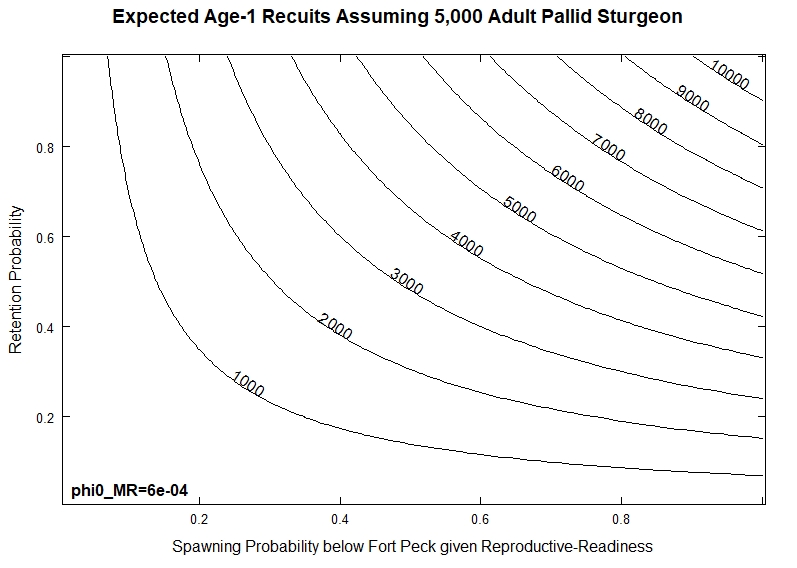 Expected Age-1 Recuits Assuming 5,000 Adult Pallid Sturgeon
10000
9000
8000
7000
6000
5000
4000
3000
2000
1000
0.8
0.6
0.4
0.2
Retention Probability
phi0_MR=6e-04
0.2 0.4 0.6 0.8
Spawning Probability below Fort Peck given Reproductive-Readiness